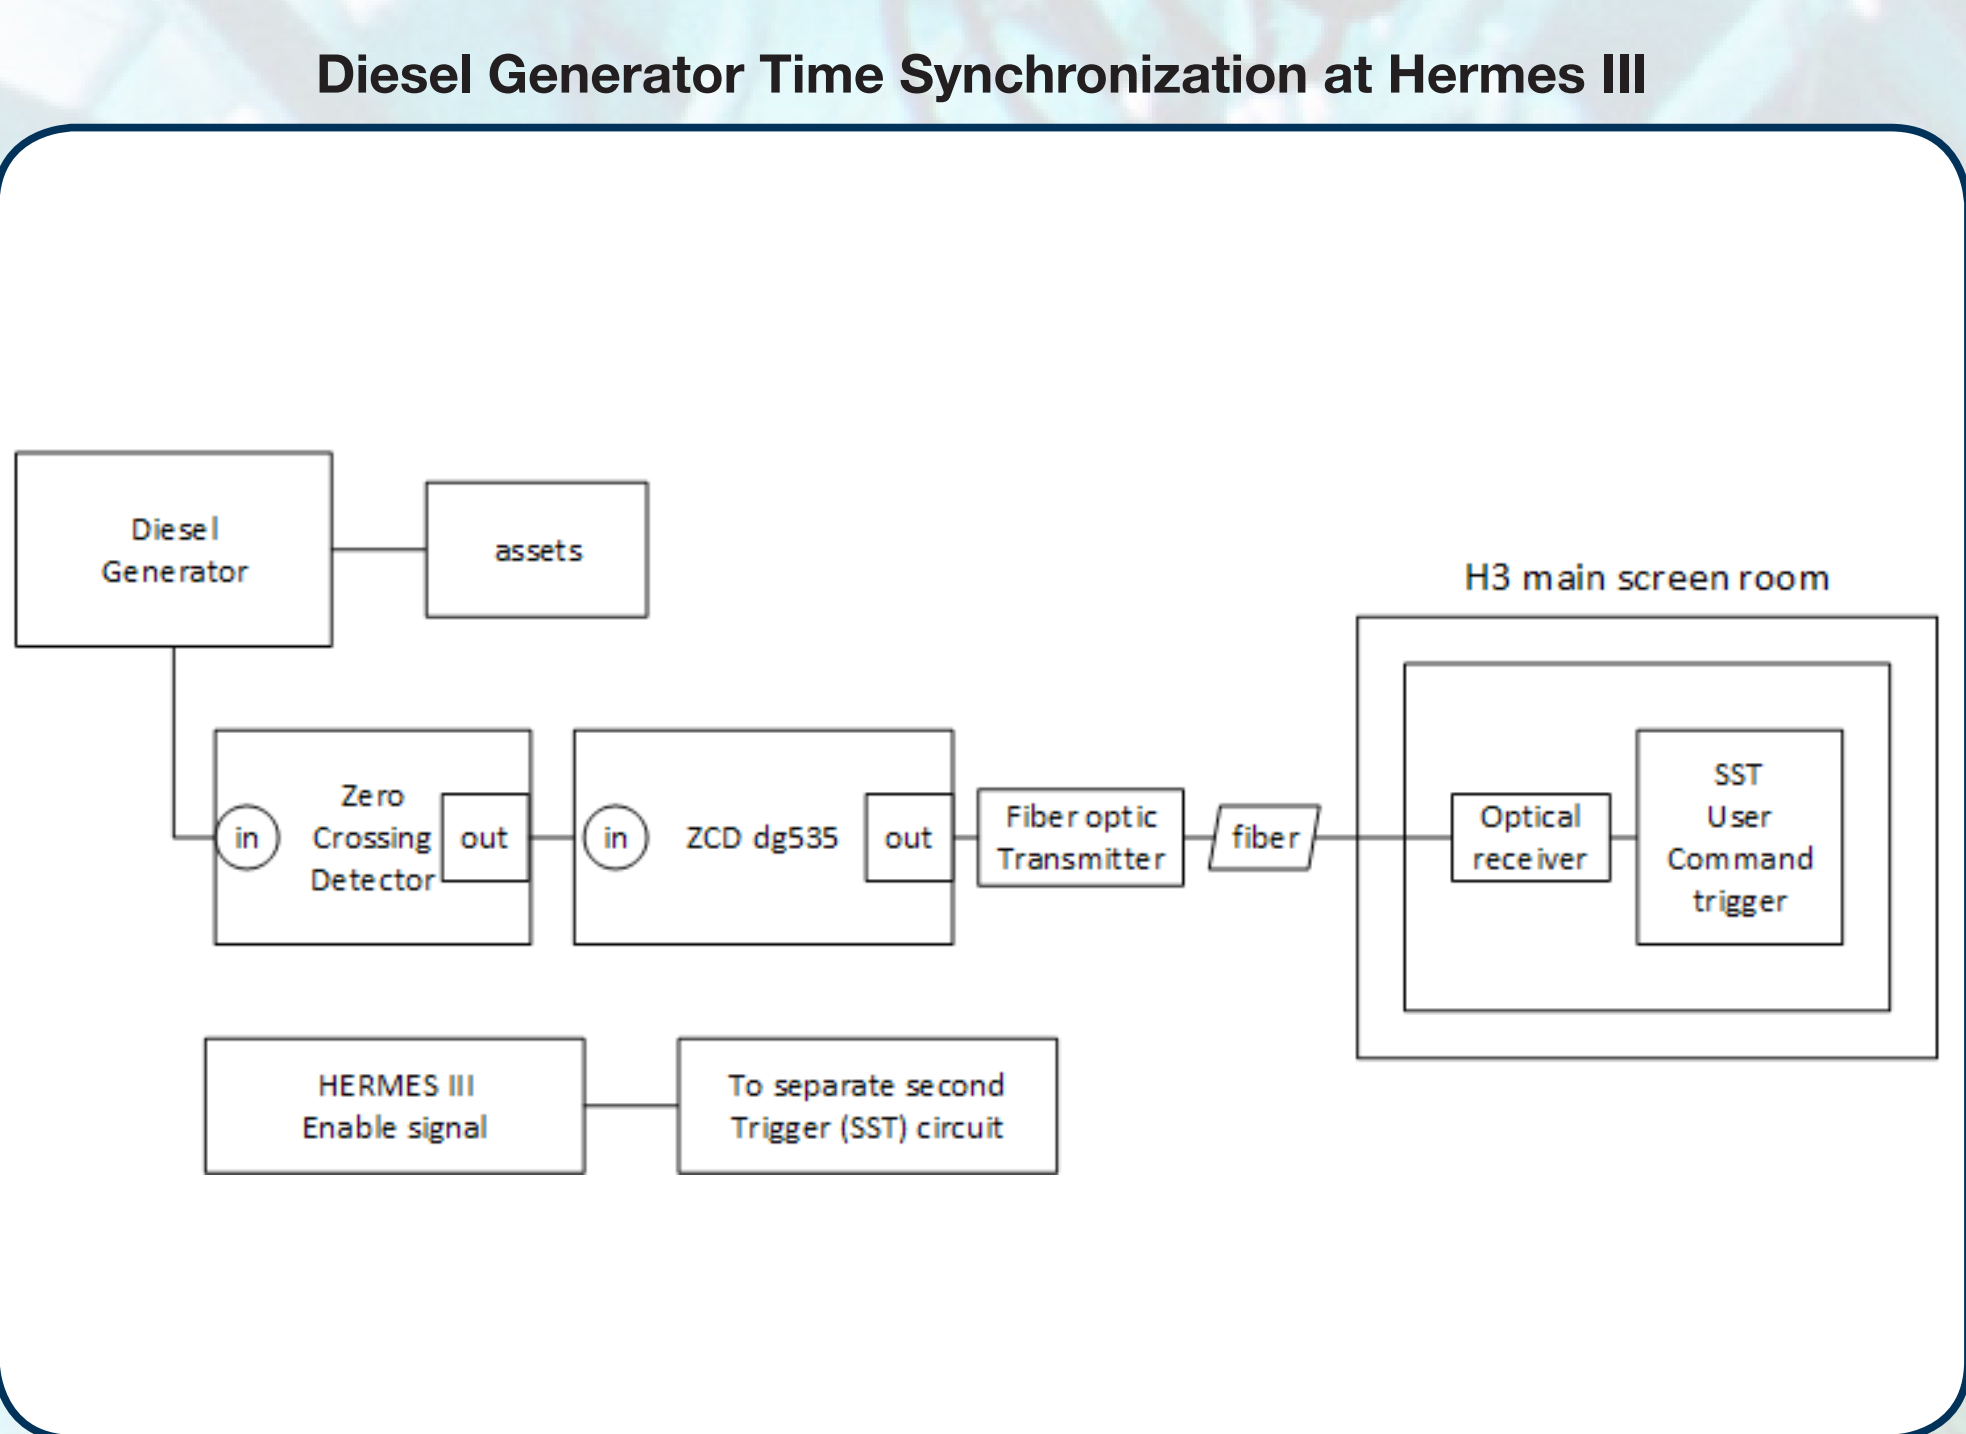 Diesel Generator Time Synchronization at Hermes III
Diesel
Generator
assets
H3 main screen room
in
Zero
Crossing
Detector
out
in
ZCD dg535
out
Fiber optic
Transmitter
fiber
Optical
receiver
SST
User
Command
trigger
HERMES III
Enable signal
To separate second
Trigger (SST) circuit